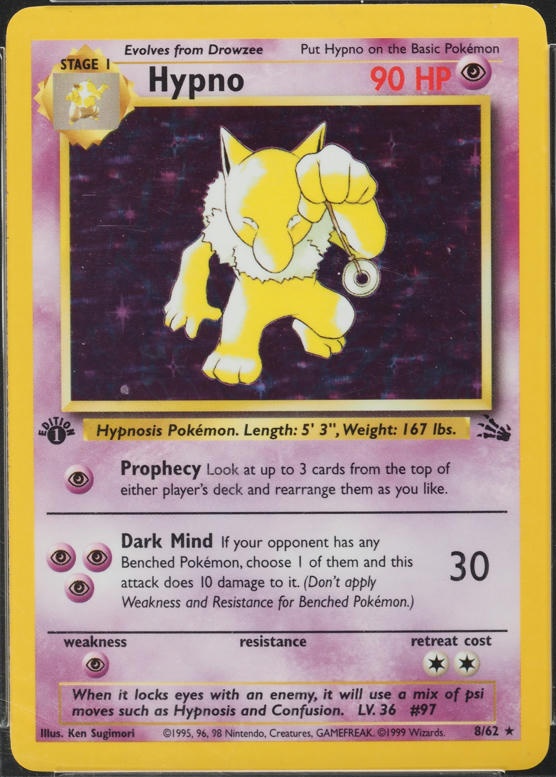 Evolves from Drowzee Put Hypno on the Basic Pokémon
STAGE 1
Hypno 90 HP
EDITION 1
Hypnosis Pokémon. Length: 5' 3", Weight: 167 lbs.
Prophecy Look at up to 3 cards from the top of
either player's deck and rearrange them as you like.
Dark Mind If your opponent has any
Benched Pokémon, choose 1 of them and this
attack does 10 damage to it. (Don't apply
Weakness and Resistance for Benched Pokémon.)
30
weakness resistance retreat cost
When it locks eyes with an enemy, it will use a mix of psi
moves such as Hypnosis and Confusion. LV. 36 #97
Illus. Ken Sugimori ©1995, 96, 98 Nintendo, Creatures, GAMEFREAK. ©1999 Wizards. 8/62 ★